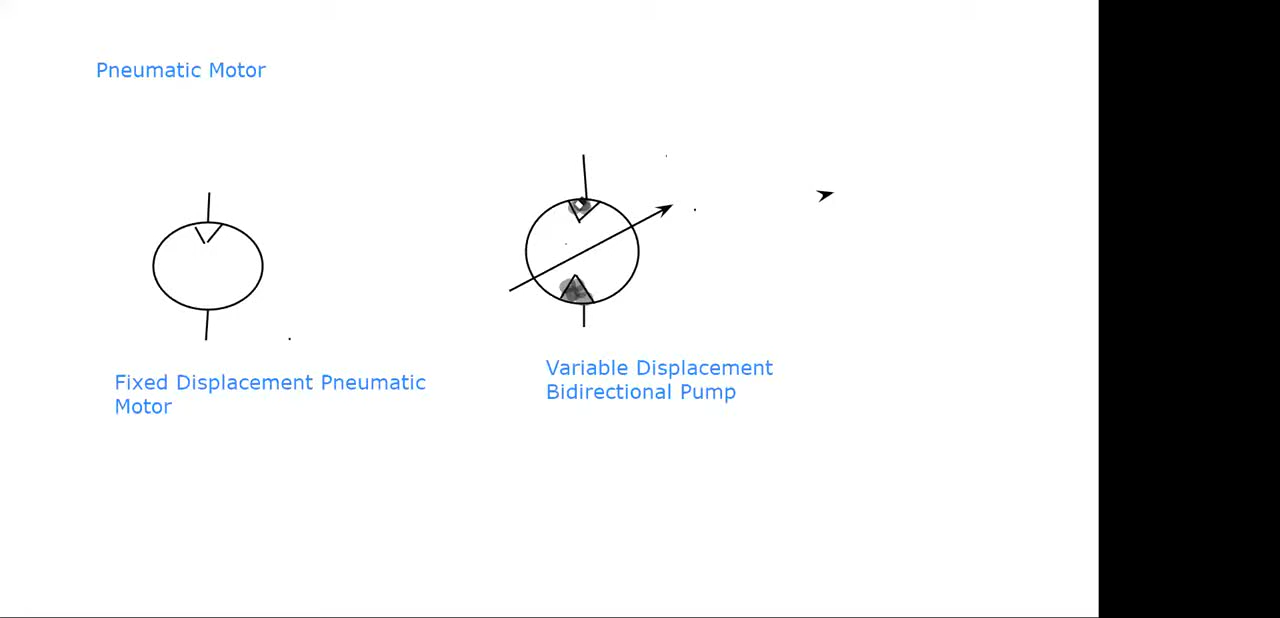 Pneumatic Motor
Fixed Displacement Pneumatic
Motor
Variable Displacement
Bidirectional Pump